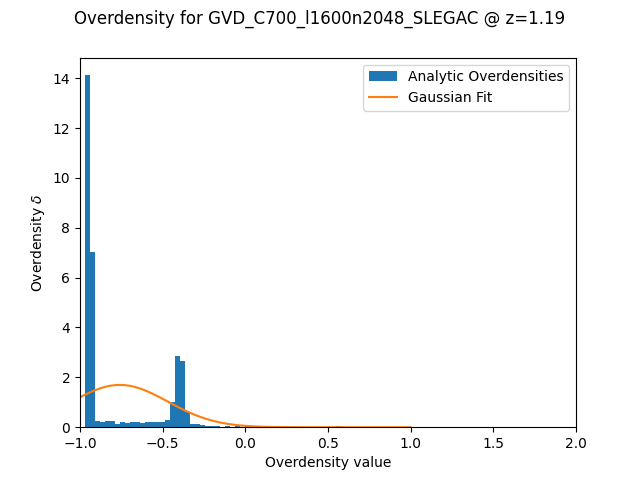 Overdensity for GVD_C700_l1600n2048_SLEGAC @ z=1.19
Analytic Overdensities
Gaussian Fit
Overdensity δ
14
12
10
8
6
4
2
0
−1.0 −0.5 0.0 0.5 1.0 1.5 2.0
Overdensity value